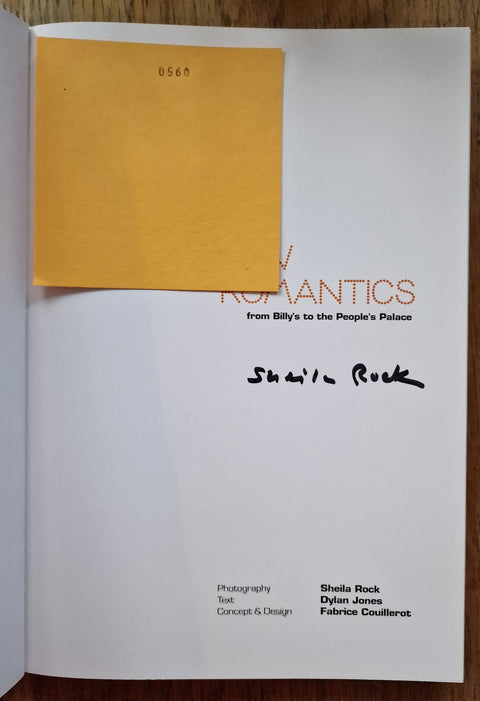 0560
ROMANTICS
from Billy's to the People's Palace
Sheila Rock
Photography Sheila Rock
Text Dylan Jones
Concept & Design Fabrice Couillerot